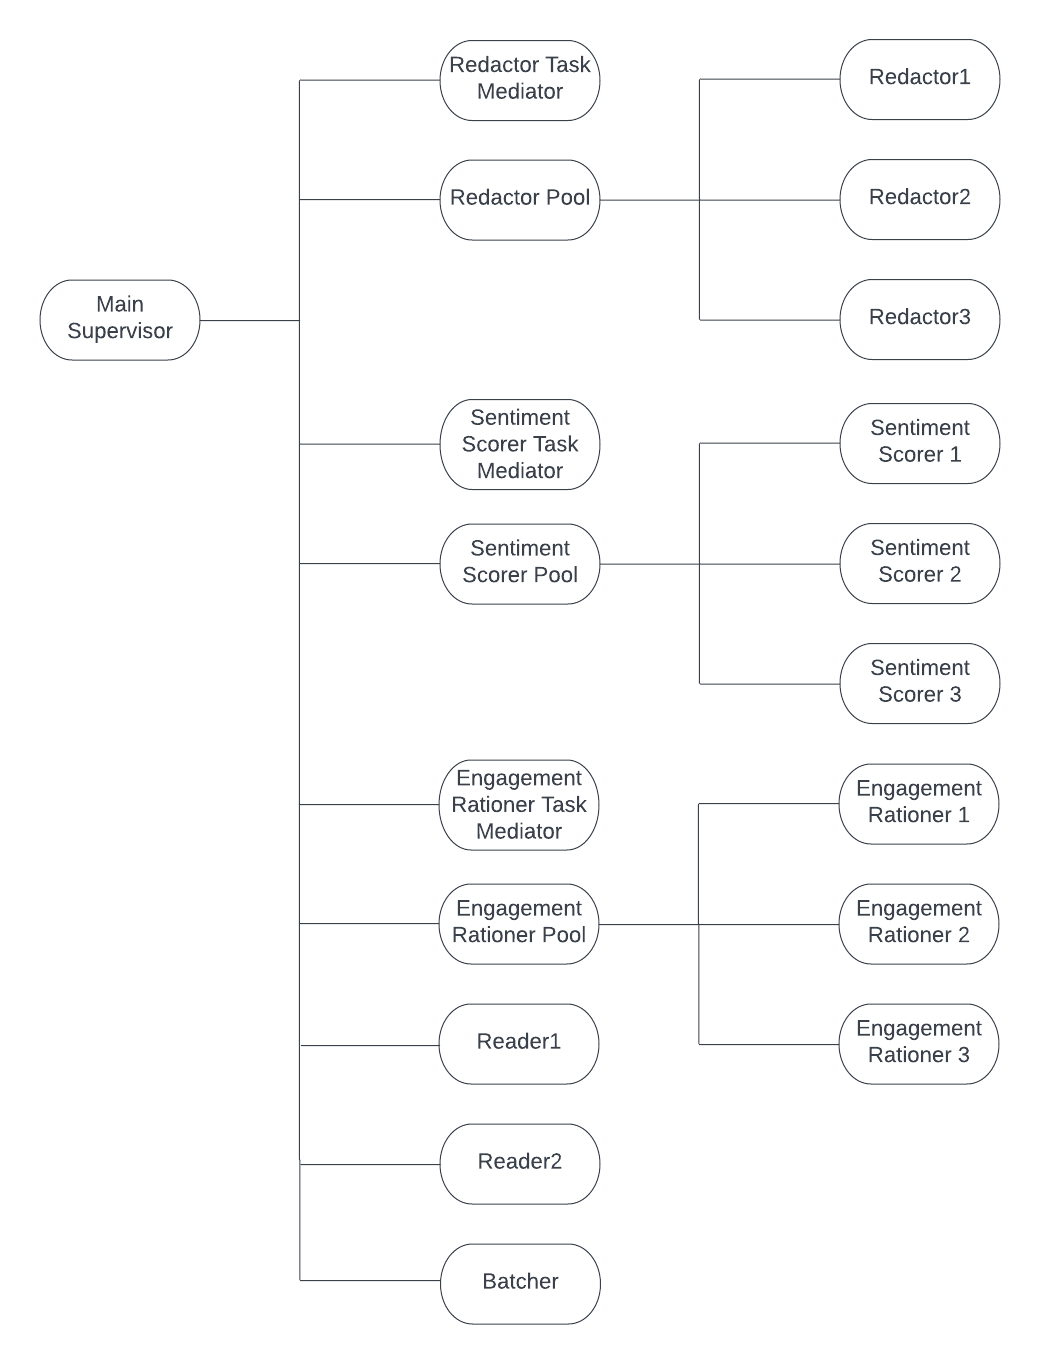 Main
Supervisor
Redactor Task
Mediator
Redactor Pool
Redactor1
Redactor2
Redactor3
Sentiment
Scorer Task
Mediator
Sentiment
Scorer Pool
Sentiment
Scorer 1
Sentiment
Scorer 2
Sentiment
Scorer 3
Engagement
Rationer Task
Mediator
Engagement
Rationer Pool
Engagement
Rationer 1
Engagement
Rationer 2
Engagement
Rationer 3
Reader1
Reader2
Batcher